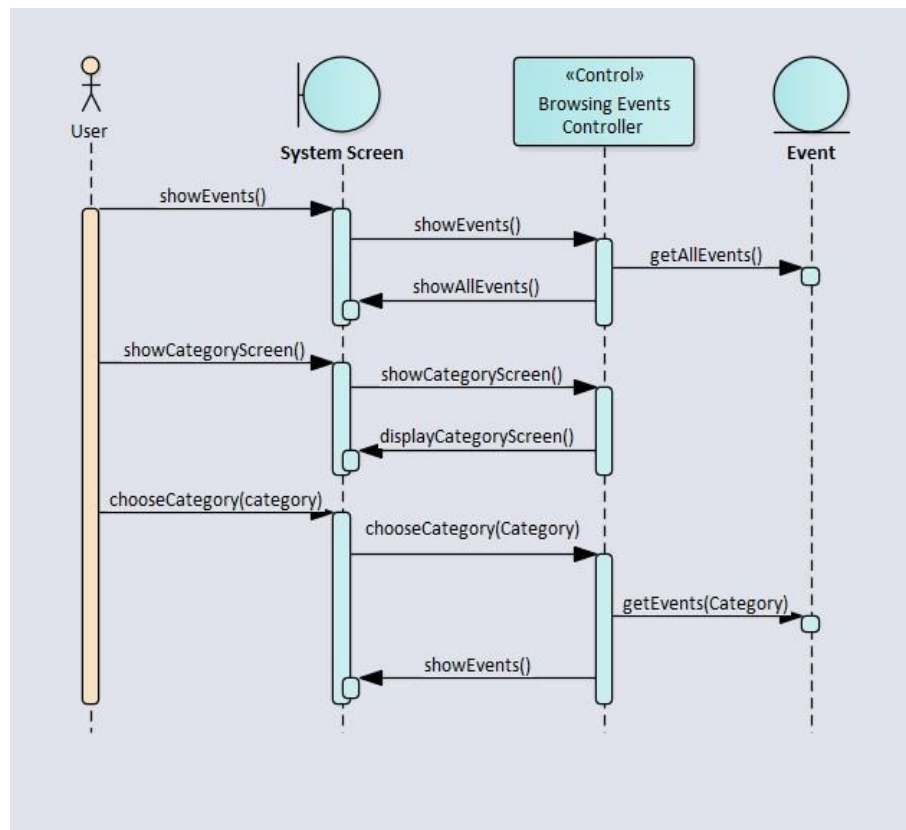 «Control»
Browsing Events
Controller
User
System Screen
Event
showEvents()
showEvents()
getAllEvents()
showAllEvents()
showCategoryScreen()
showCategoryScreen()
displayCategoryScreen()
chooseCategory(category)
chooseCategory(Category)
getEvents(Category)
showEvents()